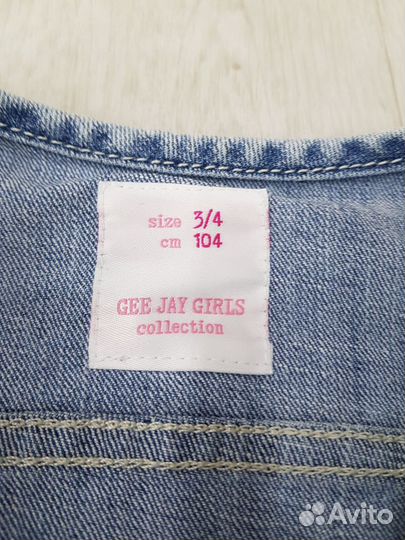 size 3/4
cm 104
GEE JAY GIRLS
collection
Avito